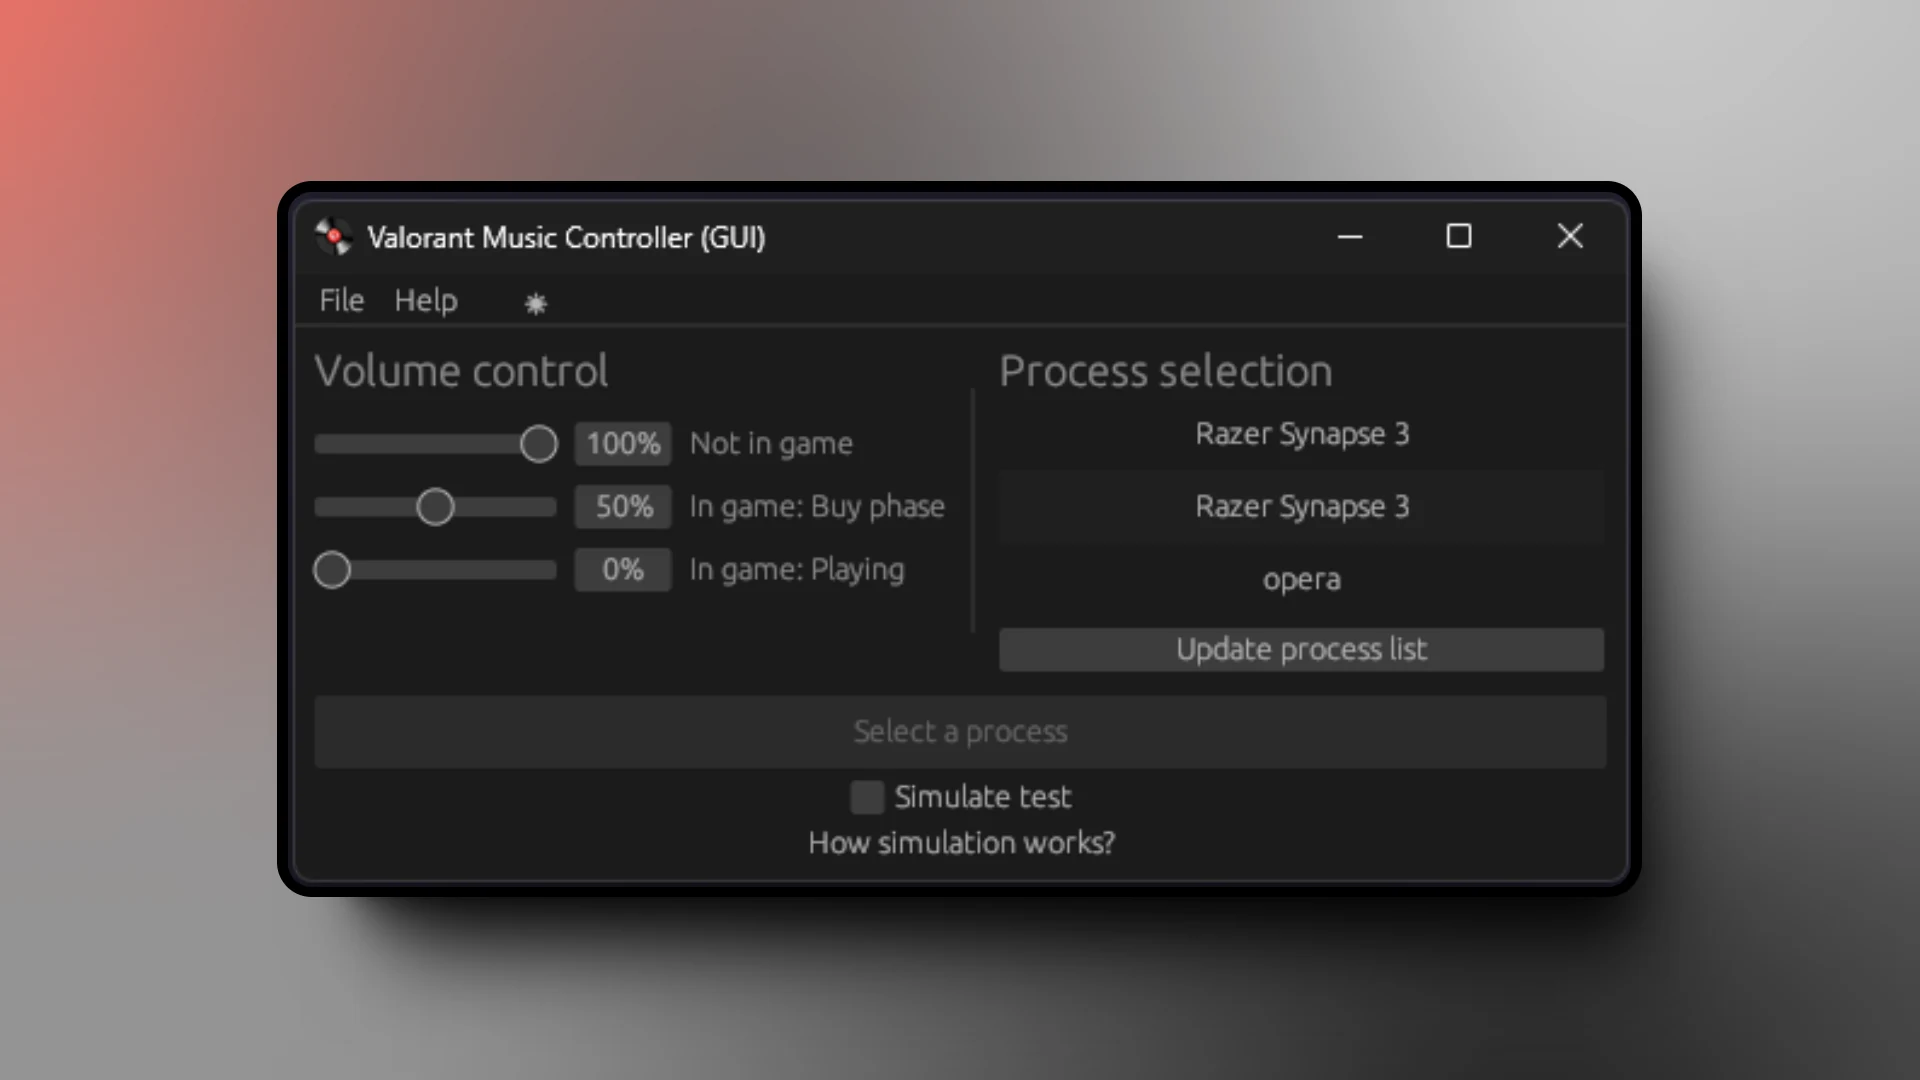 Valorant Music Controller (GUI)
File Help
Volume control
100% Not in game
50% In game: Buy phase
0% In game: Playing
Process selection
Razer Synapse 3
Razer Synapse 3
opera
Update process list
Select a process
Simulate test
How simulation works?